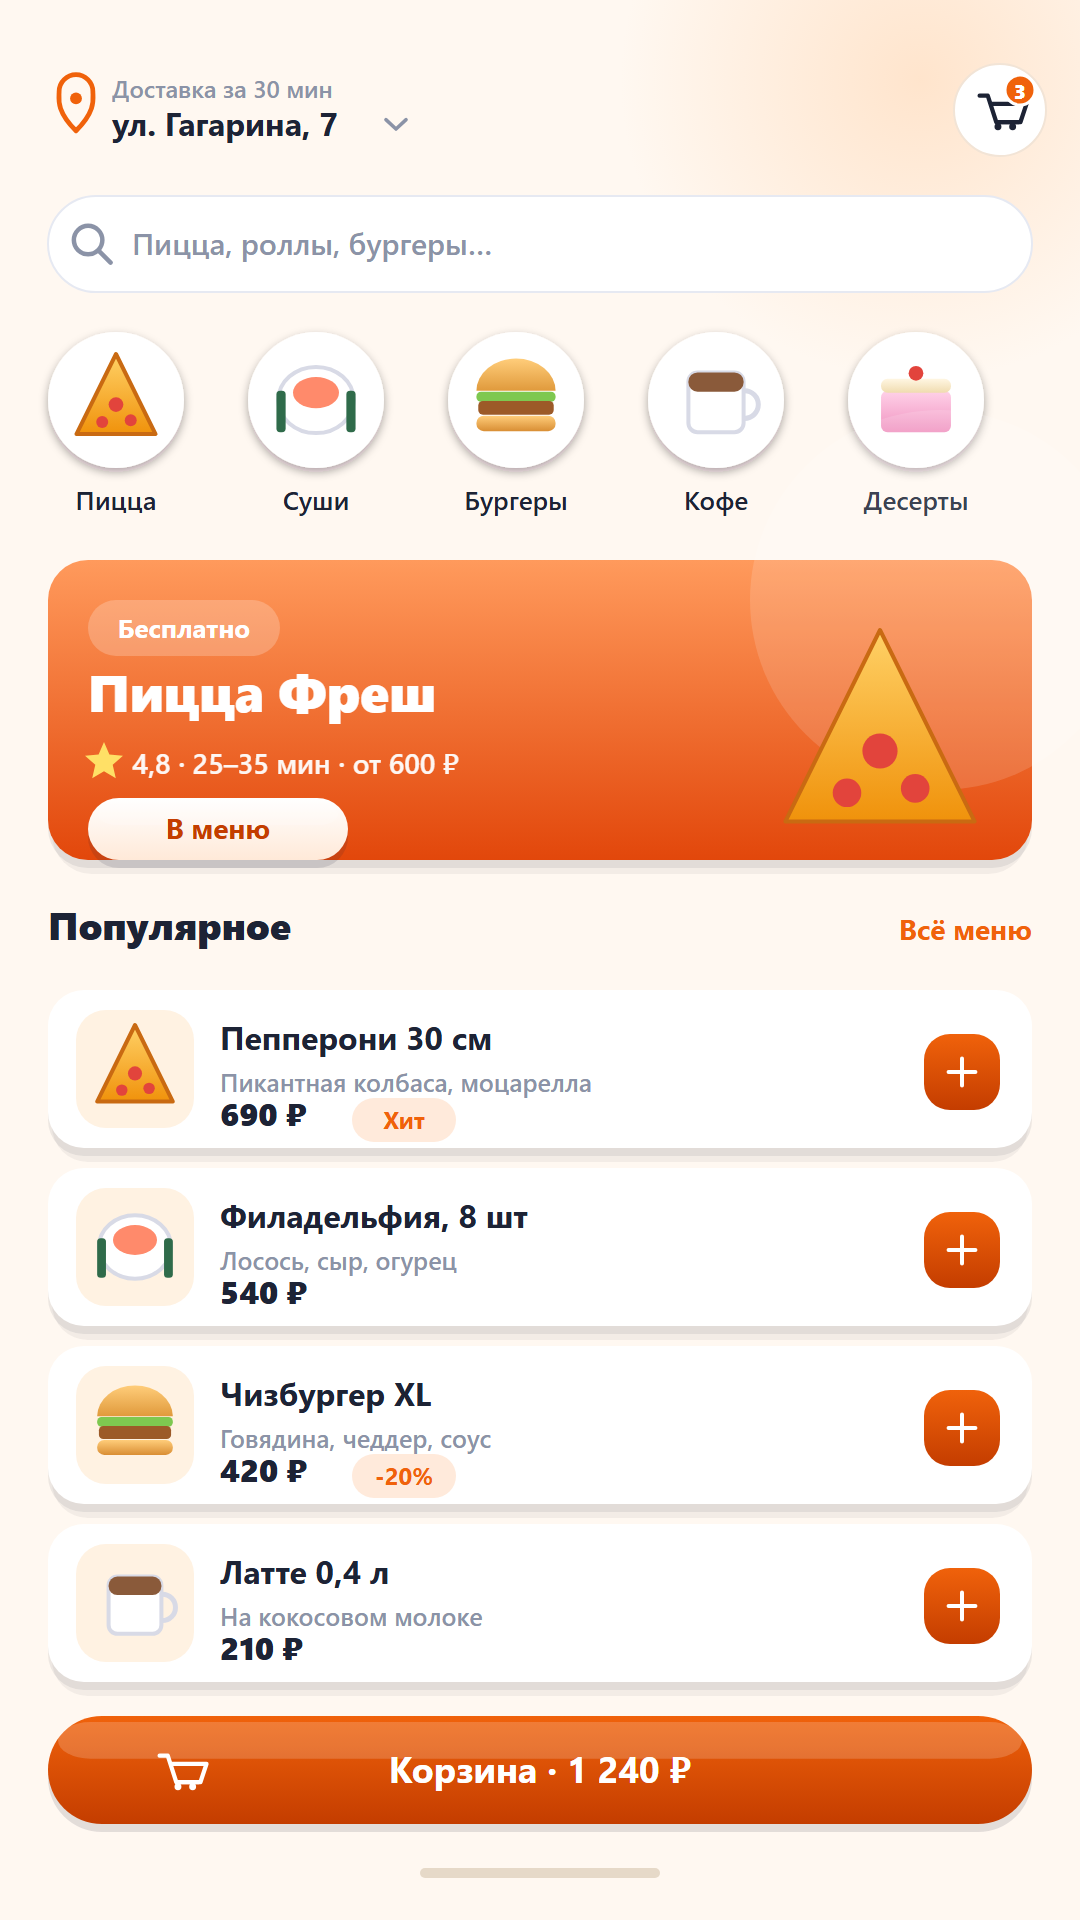 Доставка за 30 мин
ул. Гагарина, 7
3
Пицца, роллы, бургеры...
Пицца
Суши
Бургеры
Кофе
Десерты
Бесплатно
Пицца Фреш
4,8 · 25–35 мин · от 600 ₽
В меню
Популярное
Всё меню
Пепперони 30 см
Пикантная колбаса, моцарелла
690 ₽
Хит
Филадельфия, 8 шт
Лосось, сыр, огурец
540 ₽
Чизбургер XL
Говядина, чеддер, соус
420 ₽
-20%
Латте 0,4 л
На кокосовом молоке
210 ₽
Корзина · 1 240 ₽